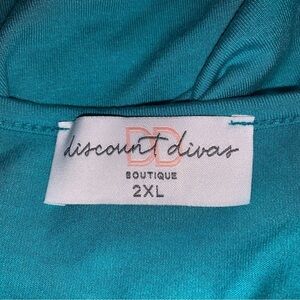 DD
discount divas
BOUTIQUE
2XL